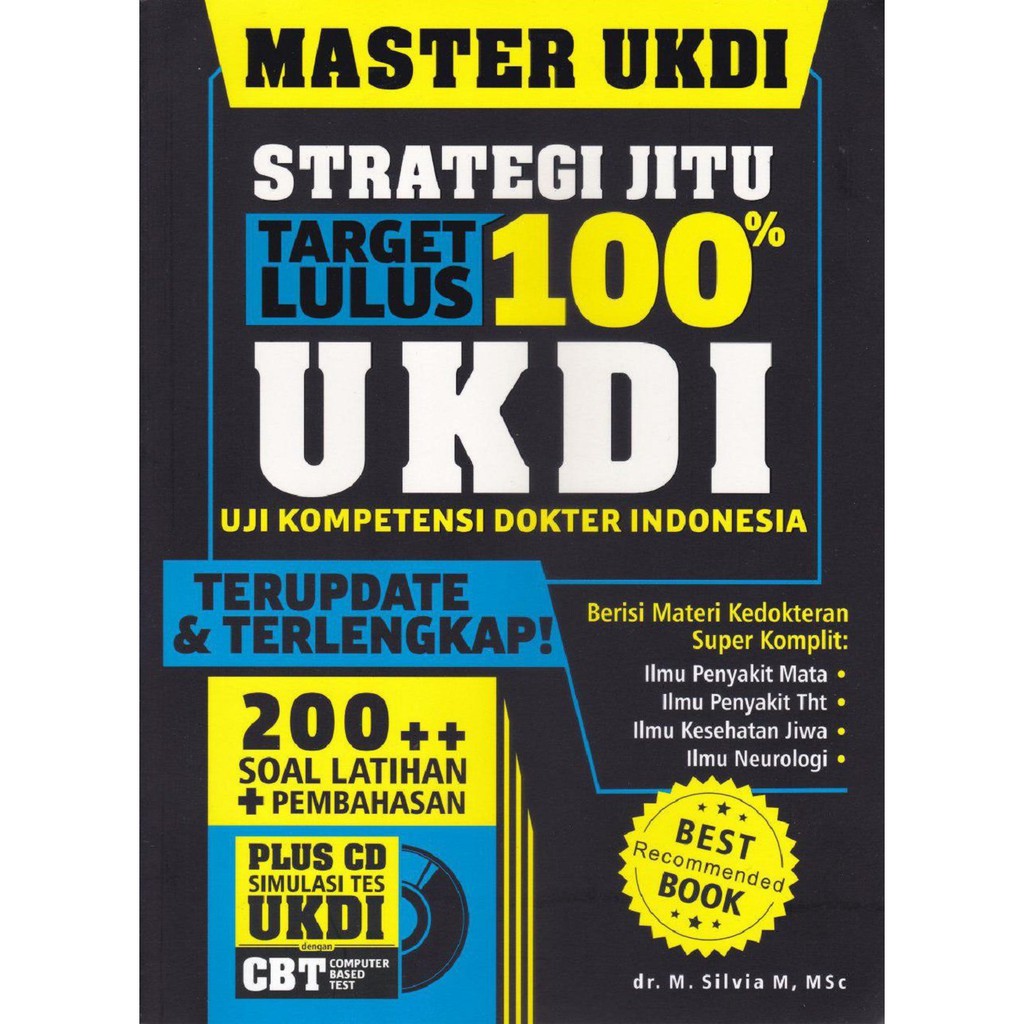 MASTER UKDI
STRATEGI JITU
TARGET
LULUS
100%
UKDI
UJI KOMPETENSI DOKTER INDONESIA
TERUPDATE
& TERLENGKAP!
Berisi Materi Kedokteran
Super Komplit:
Ilmu Penyakit Mata •
Ilmu Penyakit Tht •
Ilmu Kesehatan Jiwa •
Ilmu Neurologi •
200++
SOAL LATIHAN
+ PEMBAHASAN
PLUS CD
SIMULASI TES
UKDI
dengan
CBT
COMPUTER
BASED
TEST
BEST
Recommended
BOOK
dr. M. Silvia M, MSc